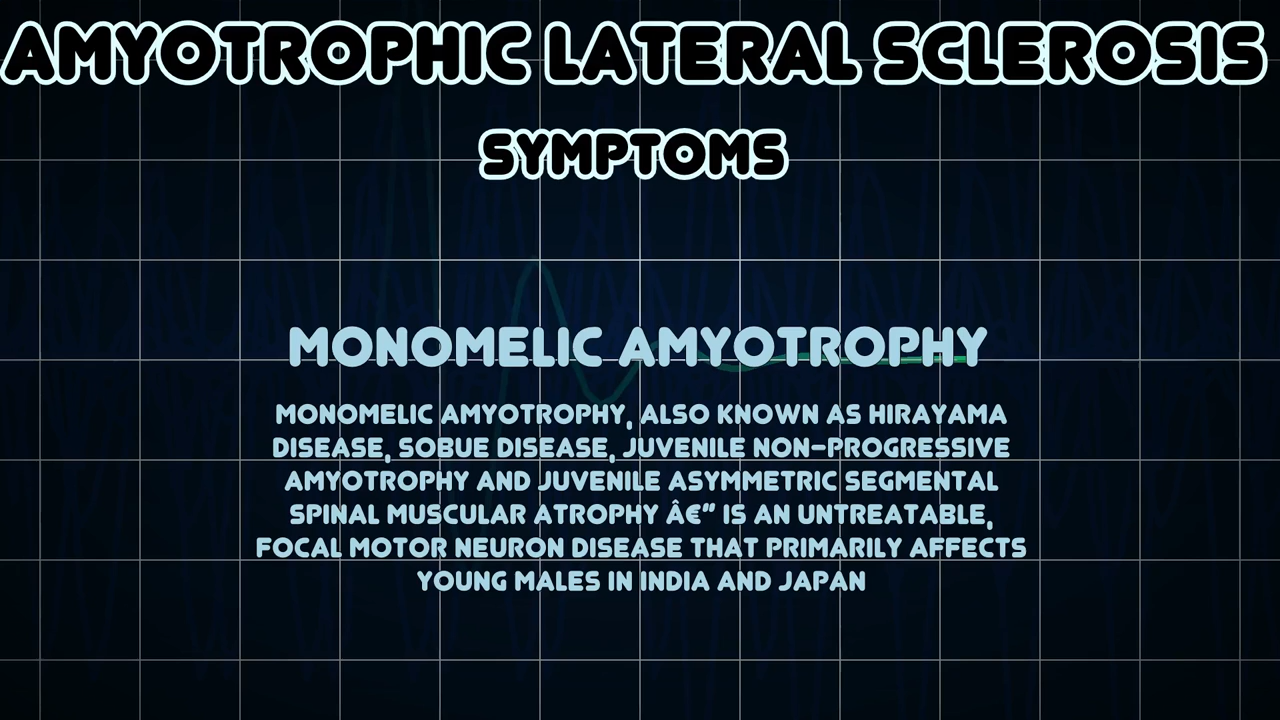 AMYOTROPHIC LATERAL SCLEROSIS
SYMPTOMS
MONOMELIC AMYOTROPHY
MONOMELIC AMYOTROPHY, ALSO KNOWN AS HIRAYAMA
DISEASE, SOBUE DISEASE, JUVENILE NON-PROGRESSIVE
AMYOTROPHY AND JUVENILE ASYMMETRIC SEGMENTAL
SPINAL MUSCULAR ATROPHY Â€” IS AN UNTREATABLE,
FOCAL MOTOR NEURON DISEASE THAT PRIMARILY AFFECTS
YOUNG MALES IN INDIA AND JAPAN